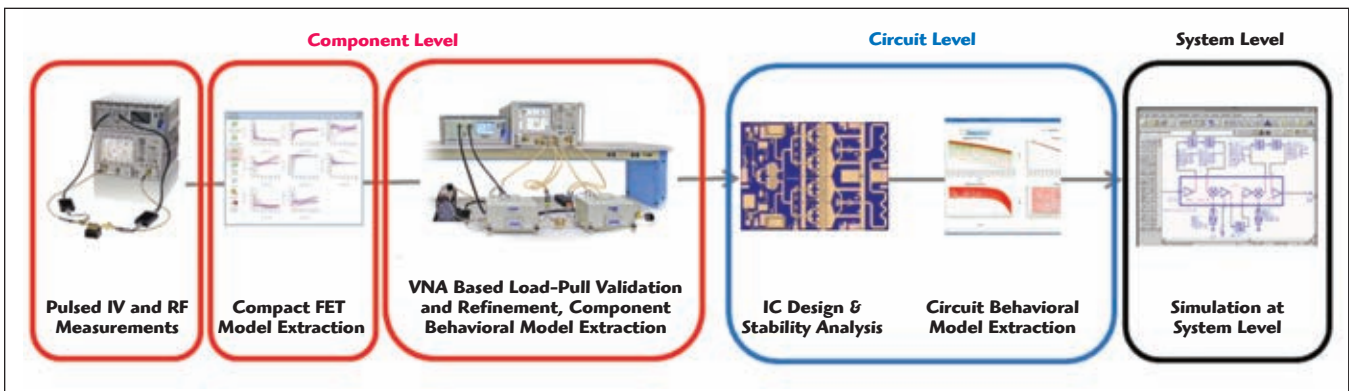 Component Level
Circuit Level
System Level
Pulsed IV and RF
Measurements
Compact FET
Model Extraction
VNA Based Load-Pull Validation
and Refinement, Component
Behavioral Model Extraction
IC Design &
Stability Analysis
Circuit Behavioral
Model Extraction
Simulation at
System Level